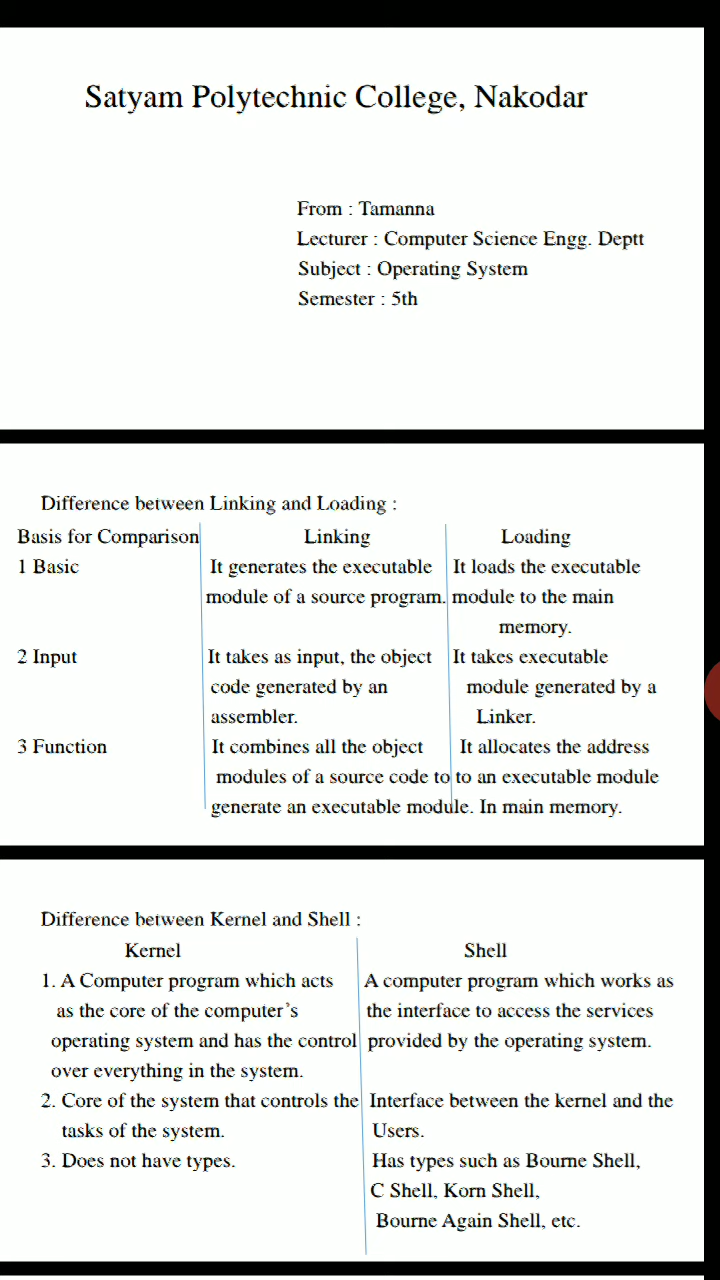 Satyam Polytechnic College, Nakodar
From : Tamanna
Lecturer : Computer Science Engg. Deptt
Subject : Operating System
Semester : 5th
Difference between Linking and Loading :
Basis for Comparison Linking Loading
1 Basic It generates the executable It loads the executable
module of a source program. module to the main
memory.
2 Input It takes as input, the object It takes executable
code generated by an module generated by a
assembler. Linker.
3 Function It combines all the object It allocates the address
modules of a source code to to an executable module
generate an executable module. In main memory.
Difference between Kernel and Shell :
Kernel Shell
1. A Computer program which acts A computer program which works as
as the core of the computer's the interface to access the services
operating system and has the control provided by the operating system.
over everything in the system.
2. Core of the system that controls the Interface between the kernel and the
tasks of the system. Users.
3. Does not have types. Has types such as Bourne Shell,
C Shell, Korn Shell,
Bourne Again Shell, etc.